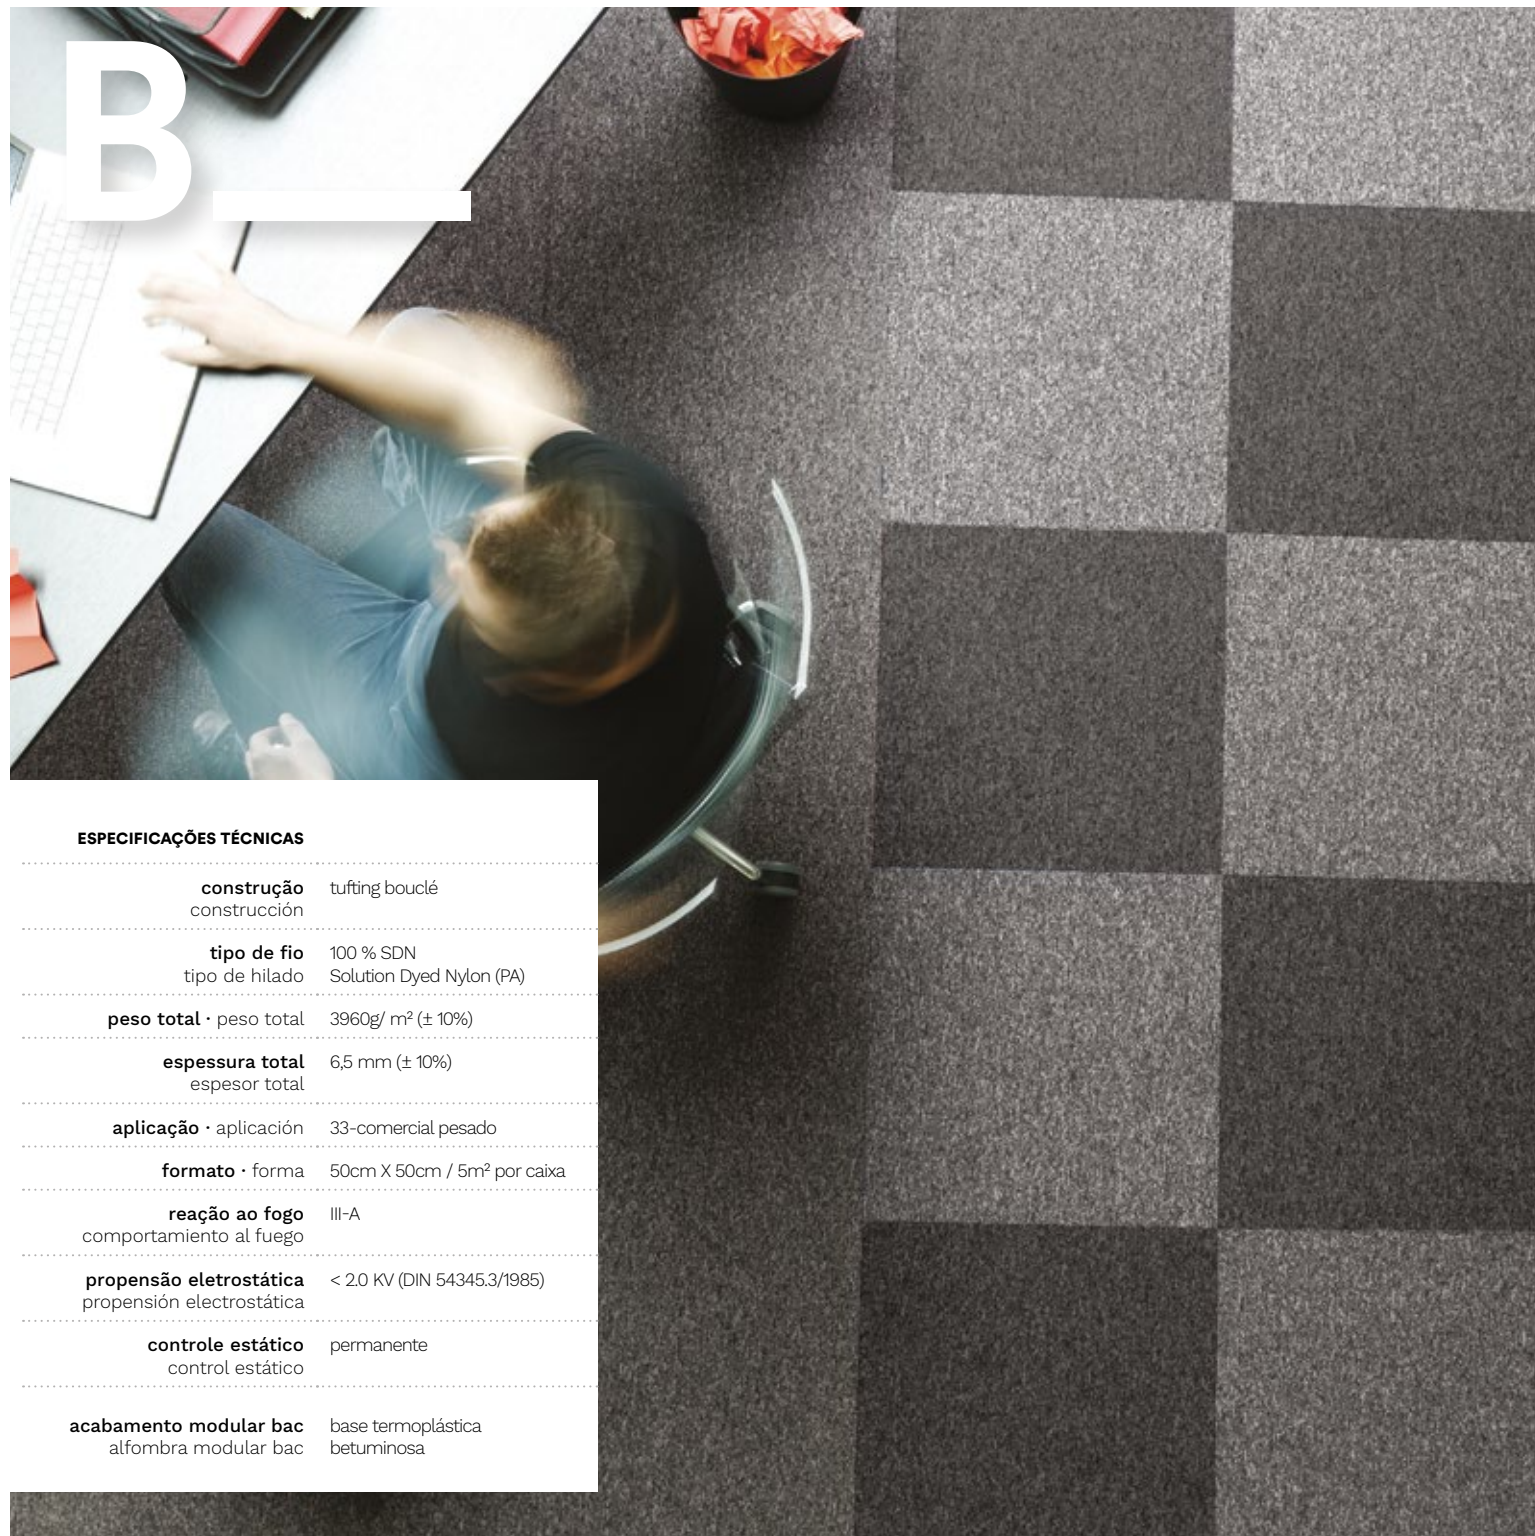 B_
ESPECIFICAÇÕES TÉCNICAS
construção tufting bouclé
construcción
tipo de fio 100 % SDN
tipo de hilado Solution Dyed Nylon (PA)
peso total · peso total 3960g/ m² (± 10%)
espessura total 6,5 mm (± 10%)
espesor total
aplicação · aplicación 33-comercial pesado
formato · forma 50cm X 50cm / 5m² por caixa
reação ao fogo III-A
comportamiento al fuego
propensão eletrostática < 2.0 KV (DIN 54345.3/1985)
propensión electrostática
controle estático permanente
control estático
acabamento modular bac base termoplástica
alfombra modular bac betuminosa